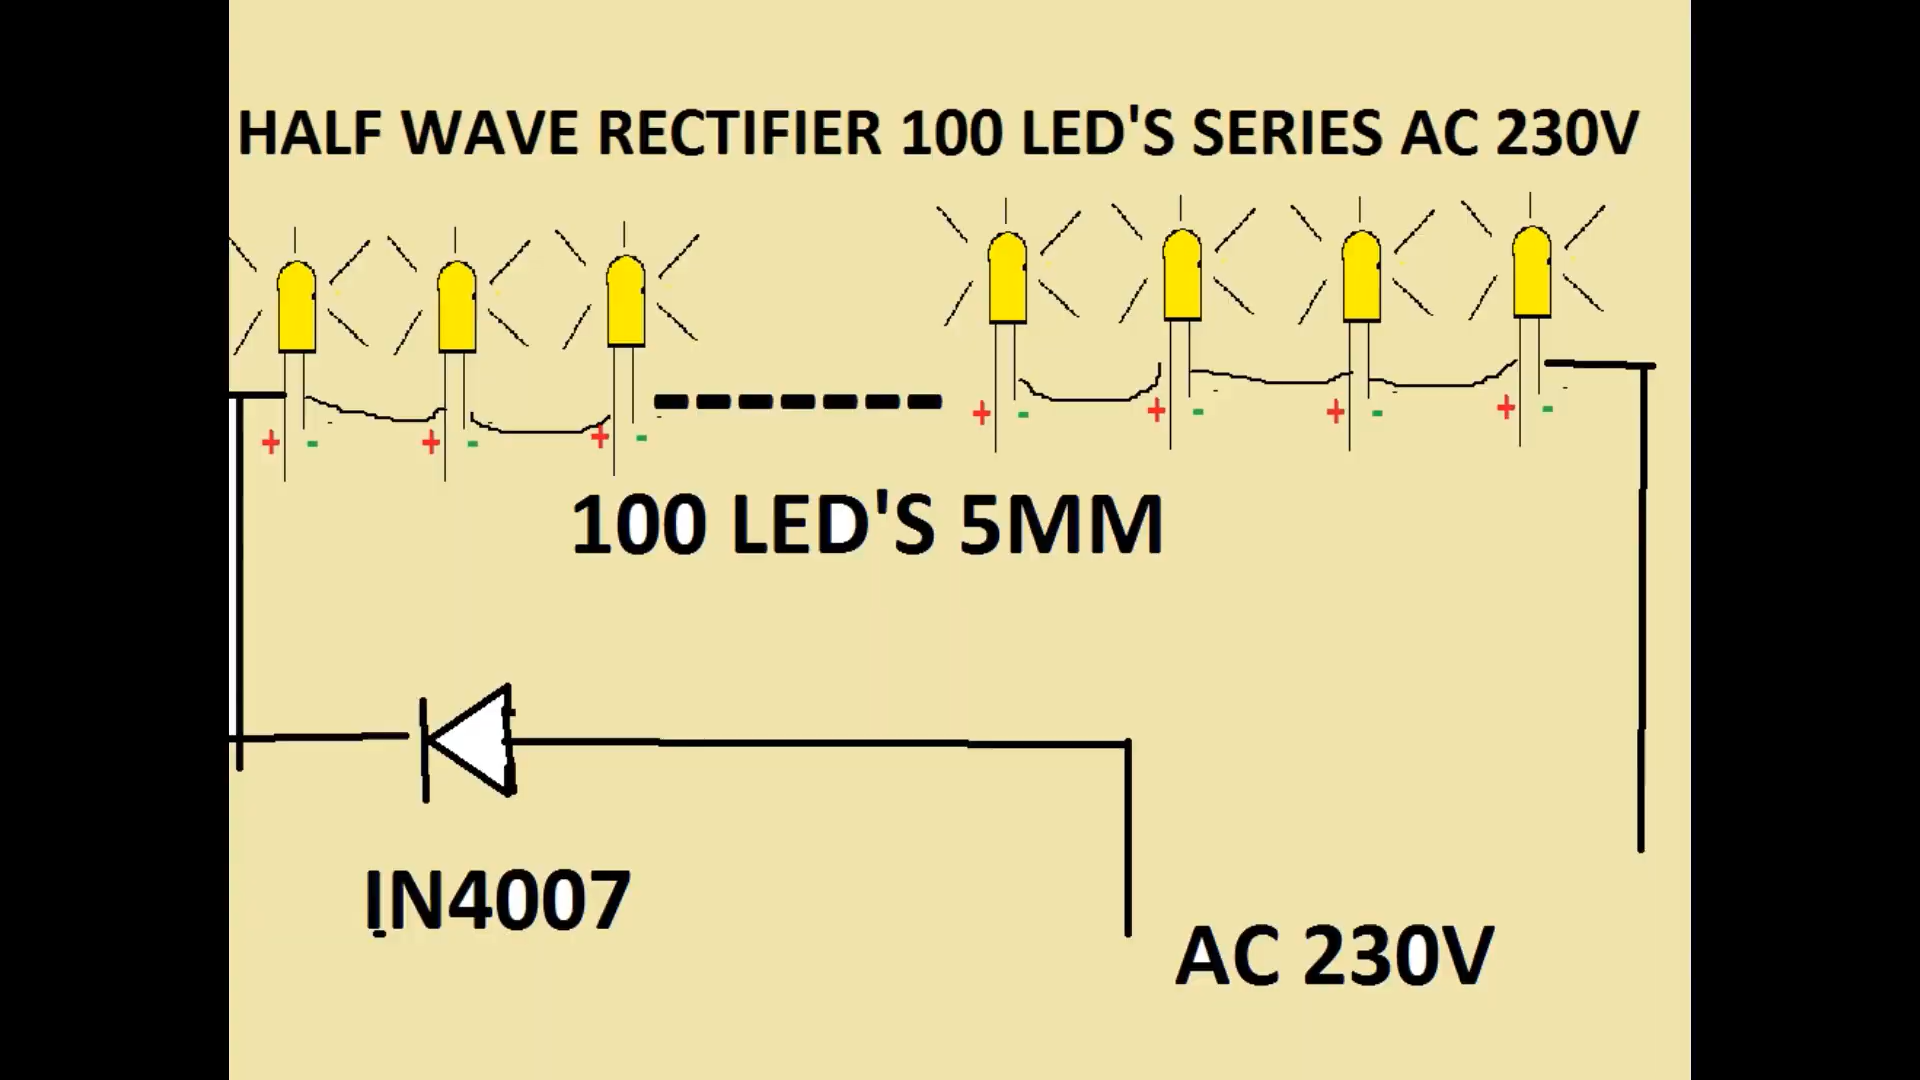 HALF WAVE RECTIFIER 100 LED'S SERIES AC 230V
+ - + - + - + - + - + - + -
100 LED'S 5MM
IN4007
AC 230V